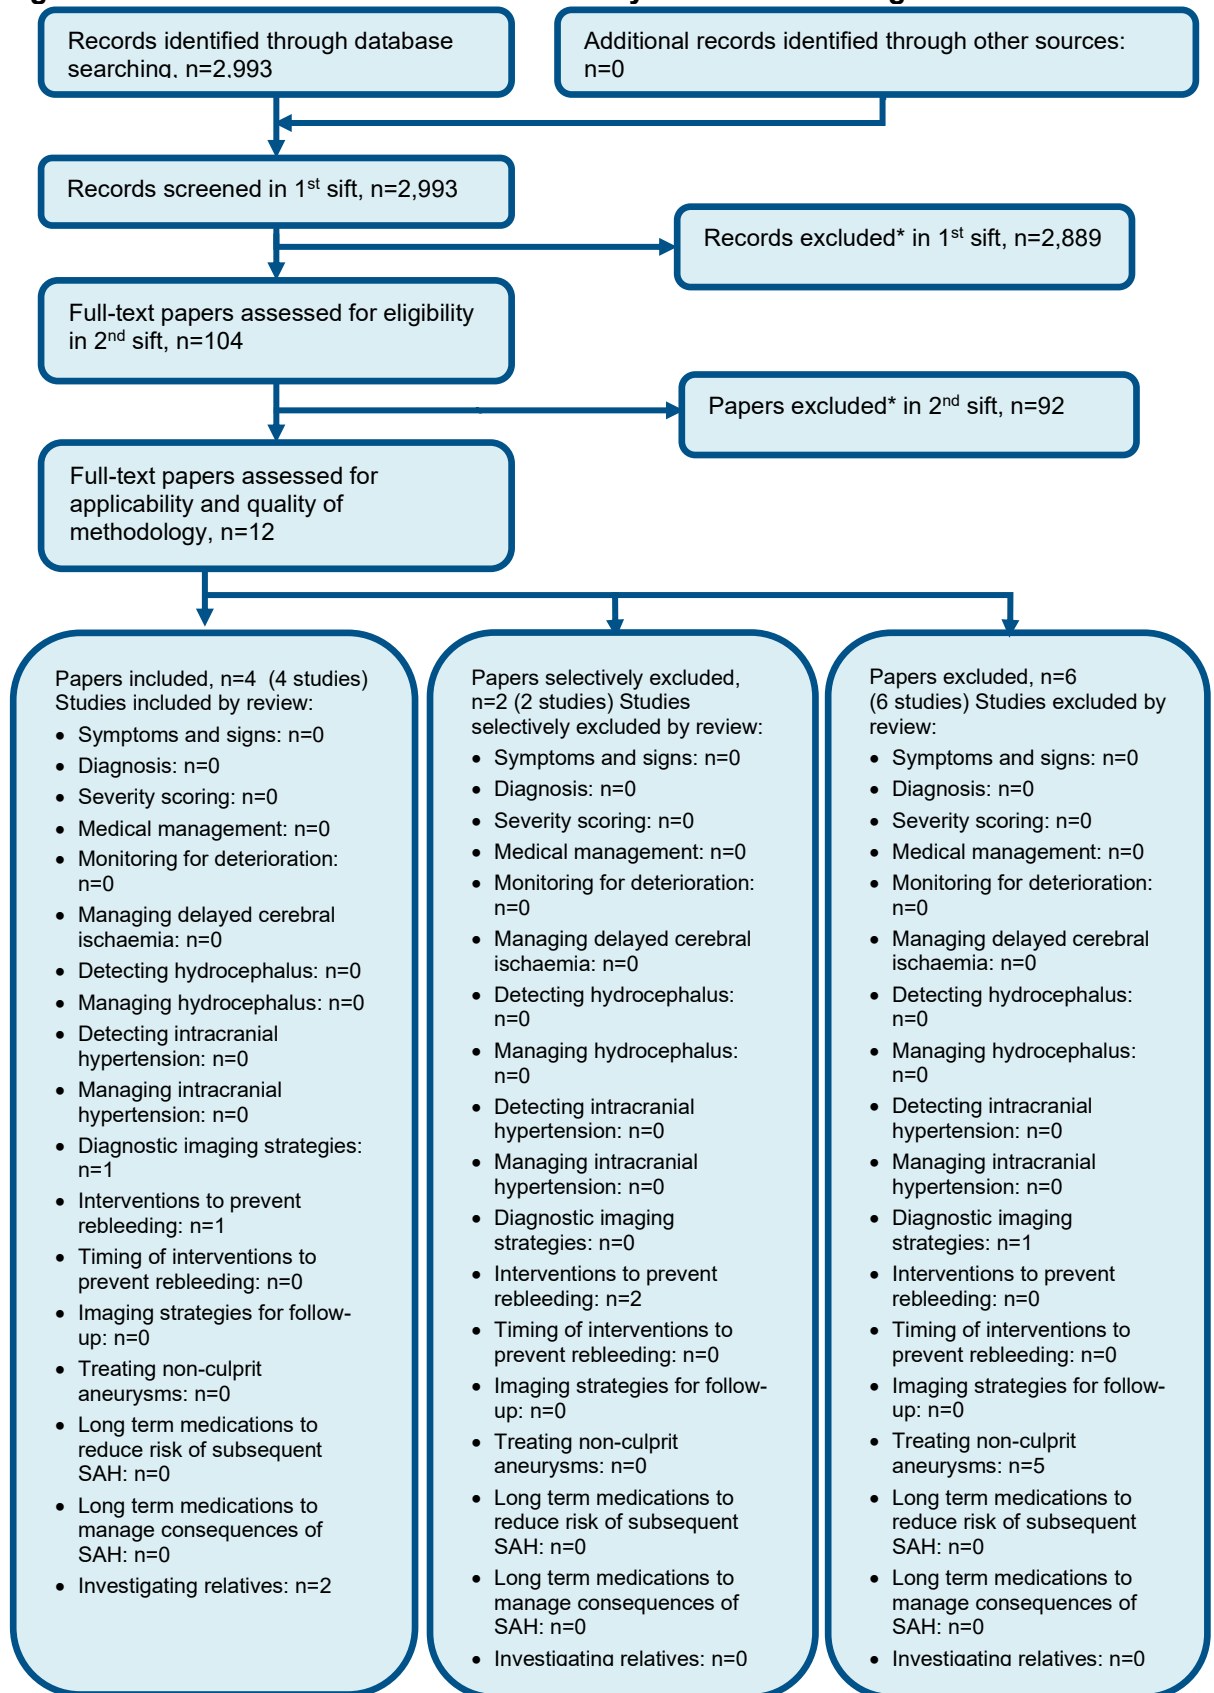 Records identified through database
searching, n=2,993
Additional records identified through other sources:
n=0
Records screened in 1st sift, n=2,993
Records excluded* in 1st sift, n=2,889
Full-text papers assessed for eligibility
in 2nd sift, n=104
Papers excluded* in 2nd sift, n=92
Full-text papers assessed for
applicability and quality of
methodology, n=12
Papers included, n=4 (4 studies)
Studies included by review:
• Symptoms and signs: n=0
• Diagnosis: n=0
• Severity scoring: n=0
• Medical management: n=0
• Monitoring for deterioration:
n=0
• Managing delayed cerebral
ischaemia: n=0
• Detecting hydrocephalus: n=0
• Managing hydrocephalus: n=0
• Detecting intracranial
hypertension: n=0
• Managing intracranial
hypertension: n=0
• Diagnostic imaging strategies:
n=1
• Interventions to prevent
rebleeding: n=1
• Timing of interventions to
prevent rebleeding: n=0
• Imaging strategies for follow-
up: n=0
• Treating non-culprit
aneurysms: n=0
• Long term medications to
reduce risk of subsequent
SAH: n=0
• Long term medications to
manage consequences of
SAH: n=0
• Investigating relatives: n=2
Papers selectively excluded,
n=2 (2 studies) Studies
selectively excluded by review:
• Symptoms and signs: n=0
• Diagnosis: n=0
• Severity scoring: n=0
• Medical management: n=0
• Monitoring for deterioration:
n=0
• Managing delayed cerebral
ischaemia: n=0
• Detecting hydrocephalus:
n=0
• Managing hydrocephalus:
n=0
• Detecting intracranial
hypertension: n=0
• Managing intracranial
hypertension: n=0
• Diagnostic imaging
strategies: n=0
• Interventions to prevent
rebleeding: n=2
• Timing of interventions to
prevent rebleeding: n=0
• Imaging strategies for follow-
up: n=0
• Treating non-culprit
aneurysms: n=0
• Long term medications to
reduce risk of subsequent
SAH: n=0
• Long term medications to
manage consequences of
SAH: n=0
• Investigating relatives: n=0
Papers excluded, n=6
(6 studies) Studies excluded by
review:
• Symptoms and signs: n=0
• Diagnosis: n=0
• Severity scoring: n=0
• Medical management: n=0
• Monitoring for deterioration:
n=0
• Managing delayed cerebral
ischaemia: n=0
• Detecting hydrocephalus:
n=0
• Managing hydrocephalus:
n=0
• Detecting intracranial
hypertension: n=0
• Managing intracranial
hypertension: n=0
• Diagnostic imaging
strategies: n=1
• Interventions to prevent
rebleeding: n=0
• Timing of interventions to
prevent rebleeding: n=0
• Imaging strategies for follow-
up: n=0
• Treating non-culprit
aneurysms: n=5
• Long term medications to
reduce risk of subsequent
SAH: n=0
• Long term medications to
manage consequences of
SAH: n=0
• Investigating relatives: n=0